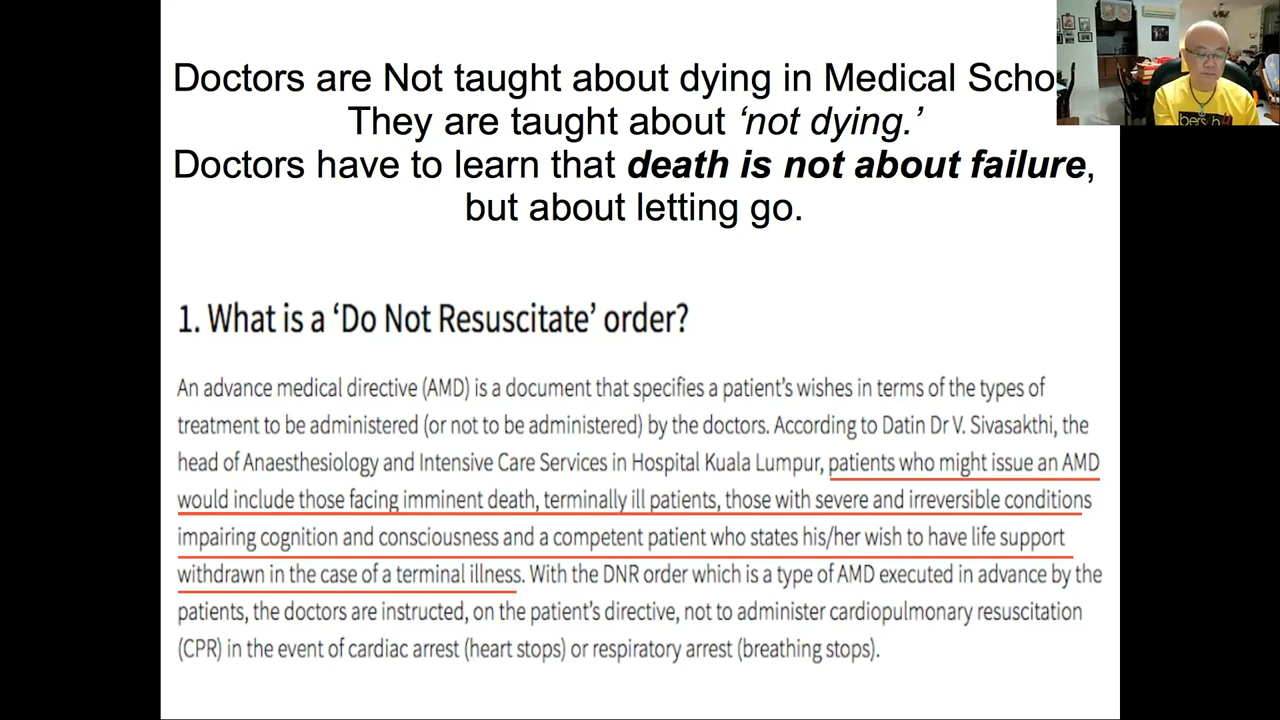 Doctors are Not taught about dying in Medical
They are taught about ‘not dying.’
Doctors have to learn that death is not about failure,
but about letting go.
1. What is a ‘Do Not Resuscitate’ order?
An advance medical directive (AMD) is a document that specifies a patient’s wishes in terms of the types of
treatment to be administered (or not to be administered) by the doctors. According to Datin Dr V. Sivasakthi, the
head of Anaesthesiology and Intensive Care Services in Hospital Kuala Lumpur, patients who might issue an AMD
would include those facing imminent death, terminally ill patients, those with severe and irreversible conditions
impairing cognition and consciousness and a competent patient who states his/her wish to have life support
withdrawn in the case of a terminal illness. With the DNR order which is a type of AMD executed in advance by the
patients, the doctors are instructed, on the patient’s directive, not to administer cardiopulmonary resuscitation
(CPR) in the event of cardiac arrest (heart stops) or respiratory arrest (breathing stops).